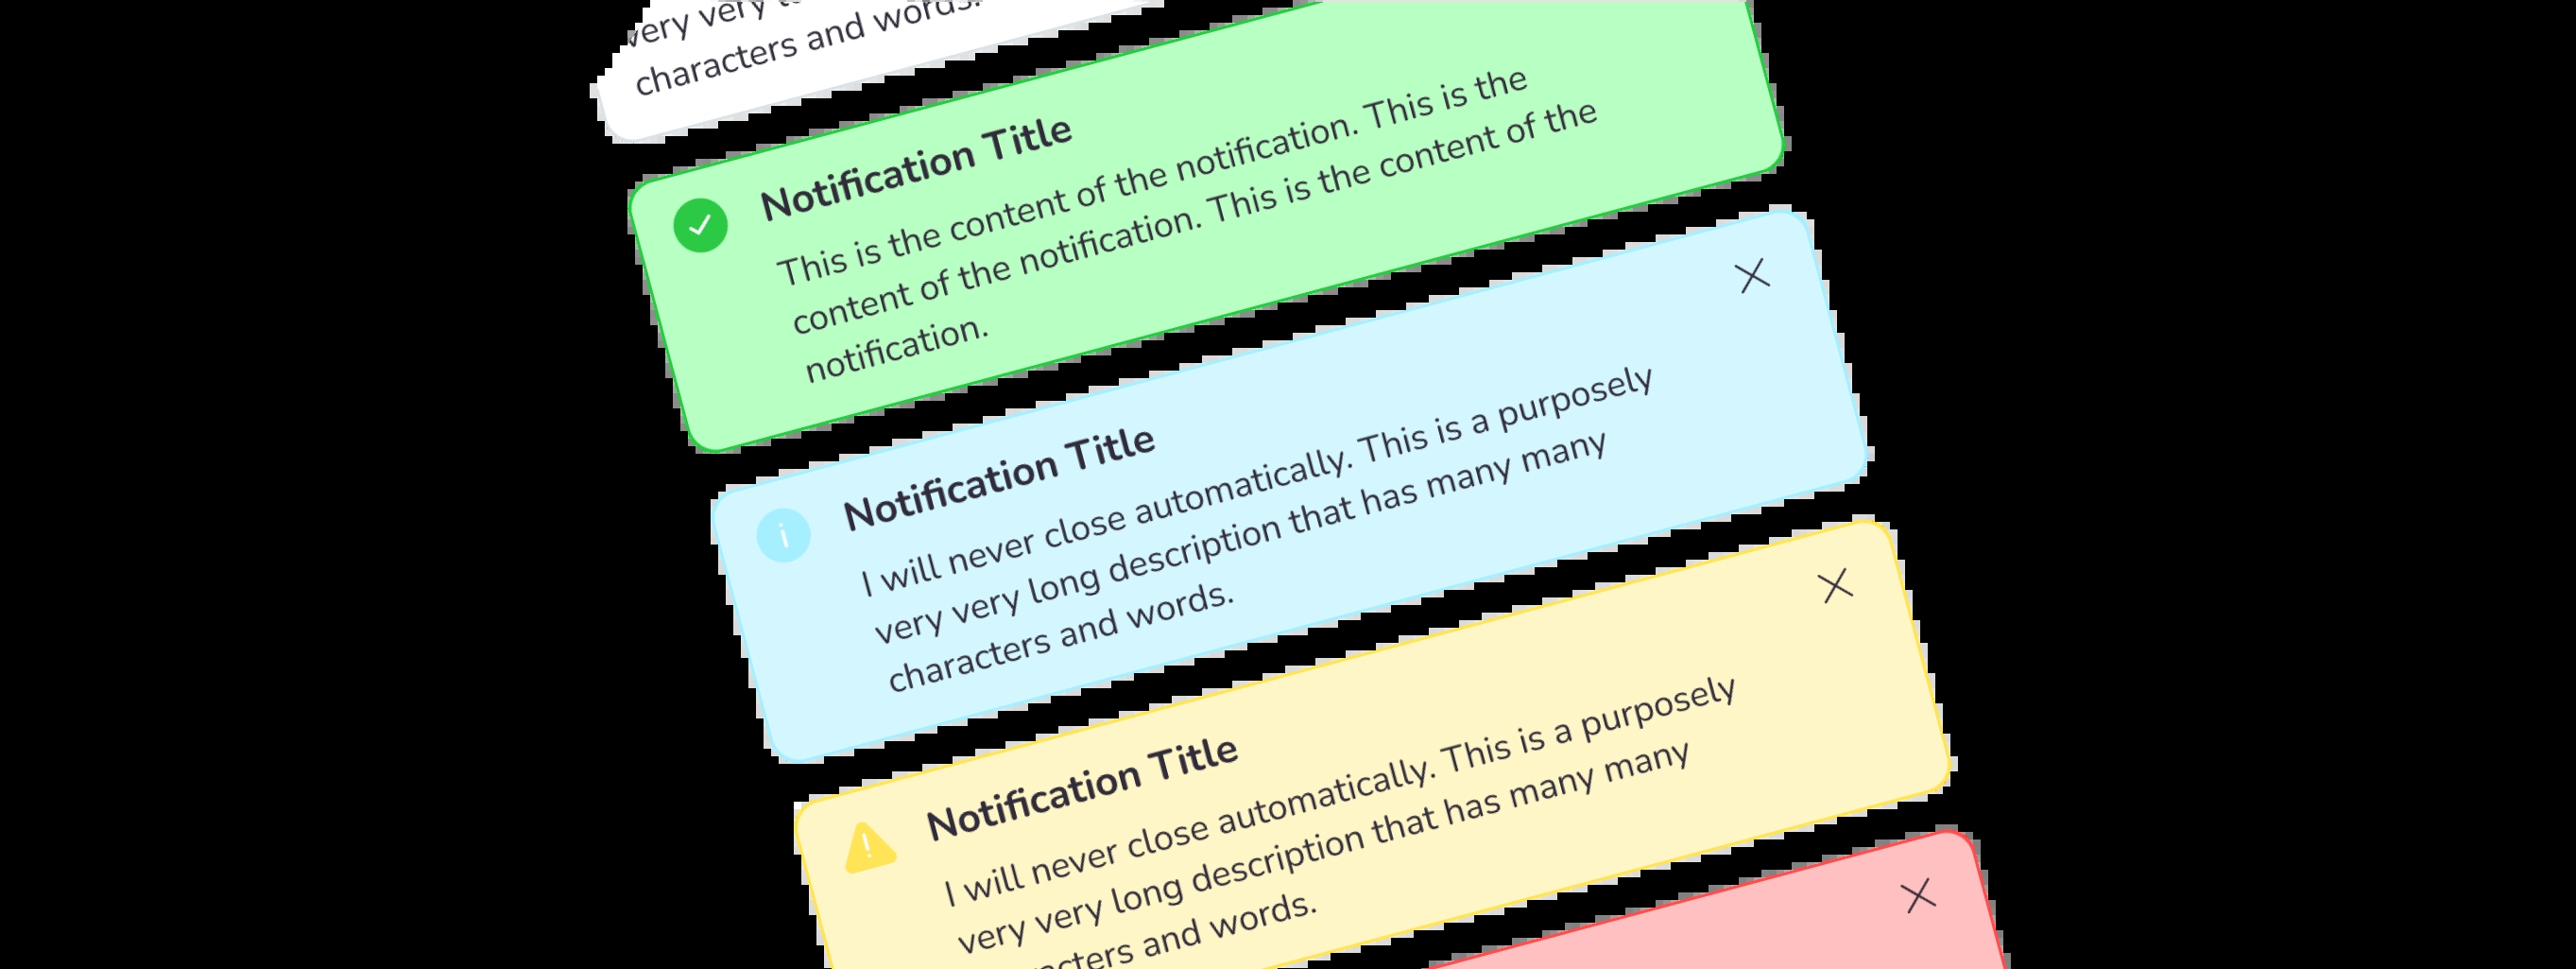 very very
characters and words.
Notification Title
This is the content of the notification. This is the
content of the notification. This is the content of the
notification.
Notification Title
I will never close automatically. This is a purposely
very very long description that has many many
characters and words.
Notification Title
I will never close automatically. This is a purposely
very very long description that has many many
and words.